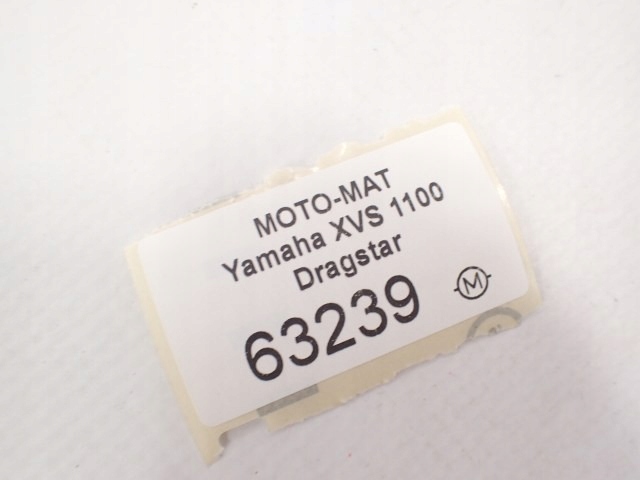 MOTO-MAT
Yamaha XVS 1100
Dragstar
63239
M